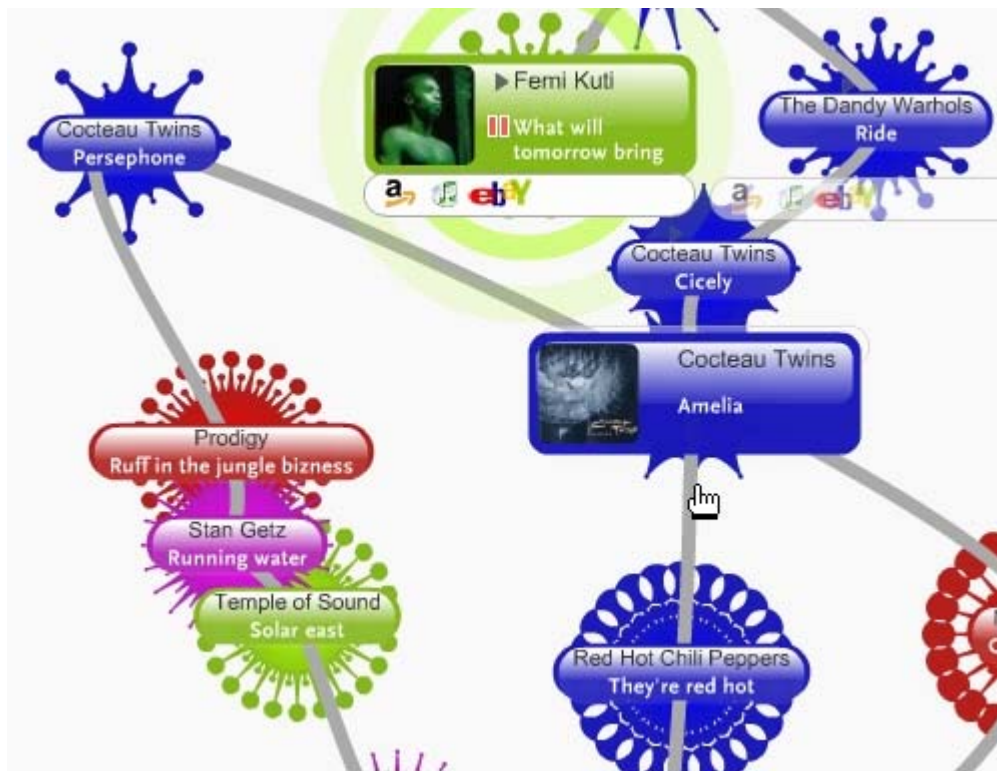 Cocteau Twins
Persephone
Femi Kuti
What will
tomorrow bring
a ebaY
The Dandy Warhols
Ride
a ebaY
Cocteau Twins
Cicely
Cocteau Twins
Amelia
Prodigy
Ruff in the jungle bizness
Stan Getz
Running water
Temple of Sound
Solar east
Red Hot Chili Peppers
They're red hot